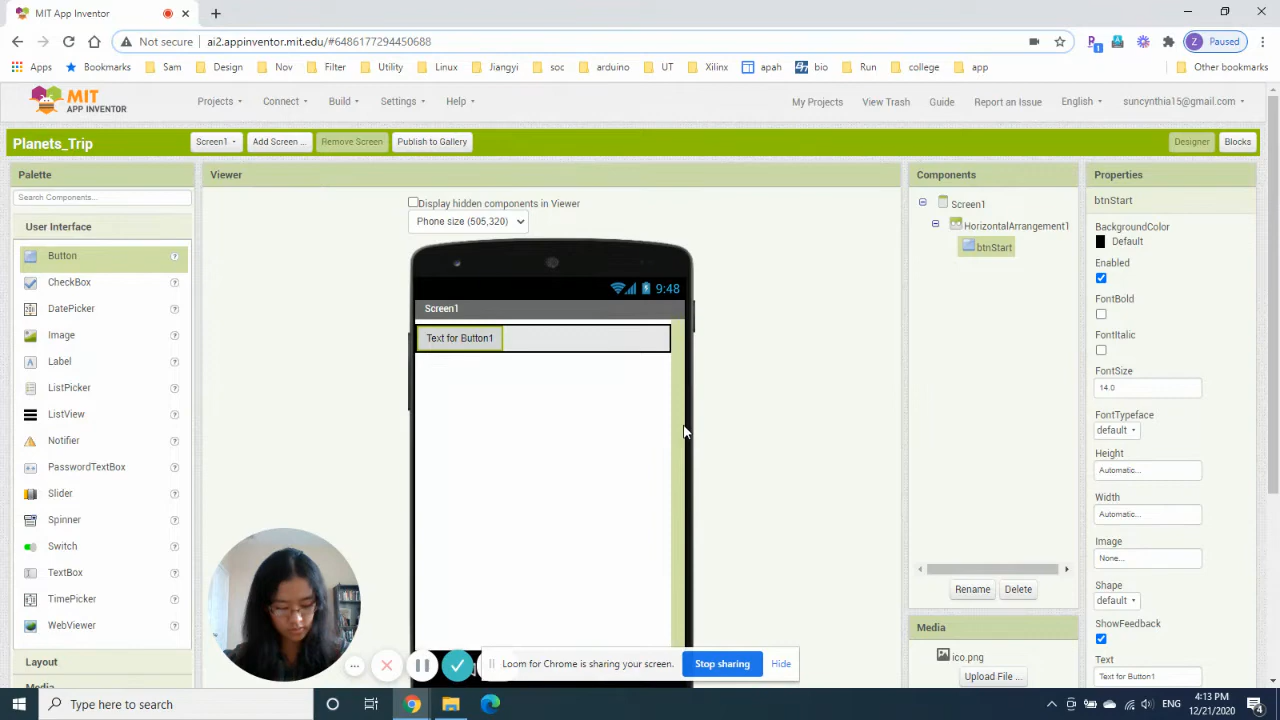 MIT App Inventor
Not secure
ai2.appinventor.mit.edu/#6486177294450688
Z Paused
Apps Bookmarks Sam Design Nov Filter Utility Linux Jiangyi soc arduino UT Xilinx apah bio Run college app Other bookmarks
MIT
APP INVENTOR
Projects Connect Build Settings Help My Projects View Trash Guide Report an Issue English suncynthia15@gmail.com
Planets_Trip Screen1 Add Screen ... Remove Screen Publish to Gallery Designer Blocks
Palette
Search Components...
User Interface
Button
CheckBox
DatePicker
Image
Label
ListPicker
ListView
Notifier
PasswordTextBox
Slider
Spinner
Switch
TextBox
TimePicker
WebViewer
Layout
Media
Viewer
Display hidden components in Viewer
Phone size (505,320)
9:48
Screen1
Text for Button1
Components
Screen1
HorizontalArrangement1
btnStart
Rename Delete
Media
ico.png
Upload File ...
Properties
btnStart
BackgroundColor
Default
Enabled
FontBold
FontItalic
FontSize
14.0
FontTypeface
default
Height
Automatic...
Width
Automatic...
Image
None...
Shape
default
ShowFeedback
Text
Text for Button1
Loom for Chrome is sharing your screen. Stop sharing Hide
Type here to search
ENG
4:13 PM
12/21/2020
4